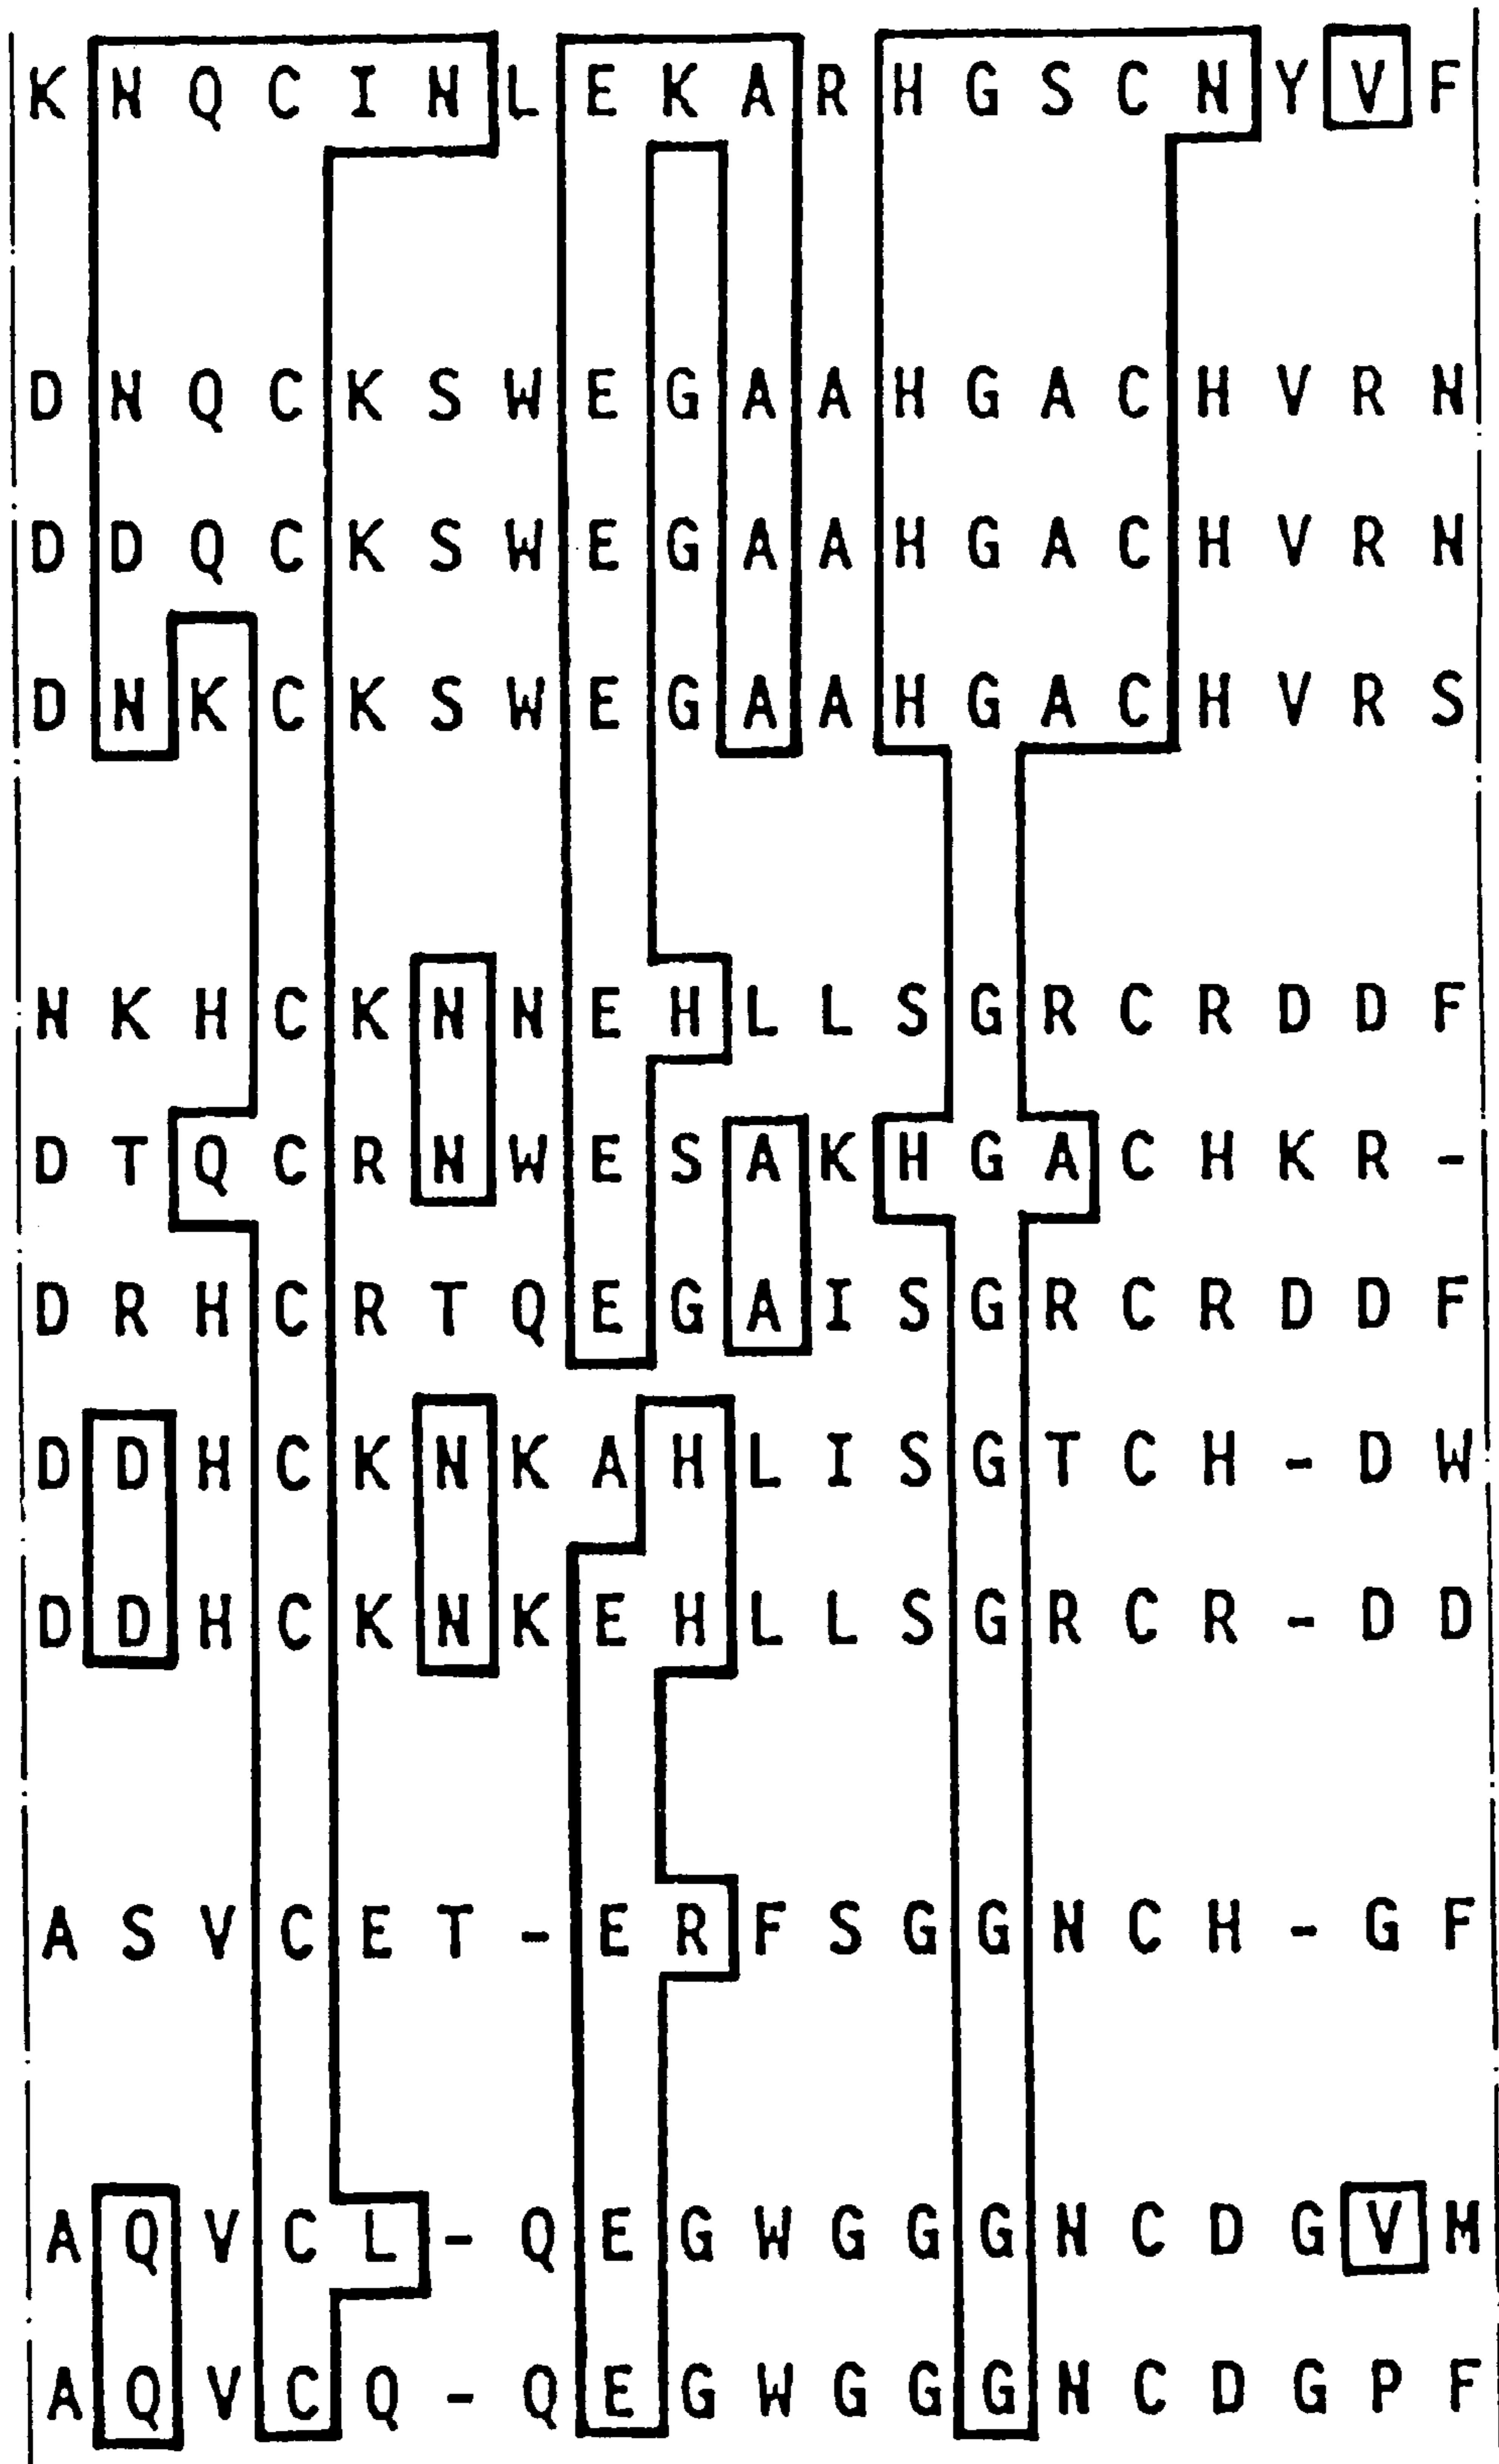 K N Q C I N L E K A R H G S C N Y V F
D N Q C K S W E G A A H G A C H V R N
D D Q C K S W E G A A H G A C H V R N
D N K C K S W E G A A H G A C H V R S
N K H C K N N E H L L S G R C R D D F
D T Q C R N W E S A K H G A C H K R -
D R H C R T Q E G A I S G R C R D D F
D D H C K N K A H L I S G T C H - D W
D D H C K N K E H L L S G R C R - D D
A S V C E T - E R F S G G N C H - G F
A Q V C L - Q E G W G G G N C D G V M
A Q V C Q - Q E G W G G G N C D G P F